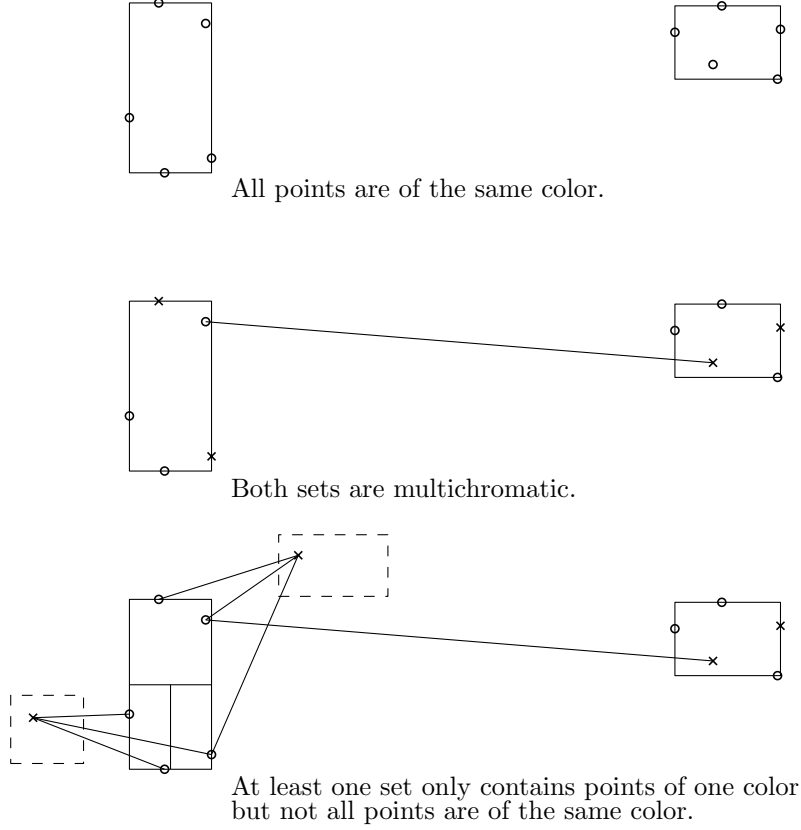 All points are of the same color.
Both sets are multichromatic.
At least one set only contains points of one color
but not all points are of the same color.